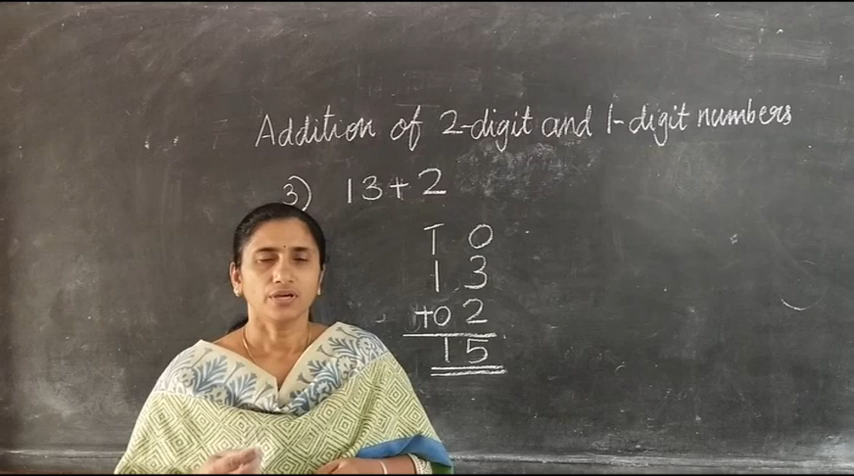 Addition of 2-digit and 1-digit numbers
3) 13+2
T O
1 3
+0 2
1 5